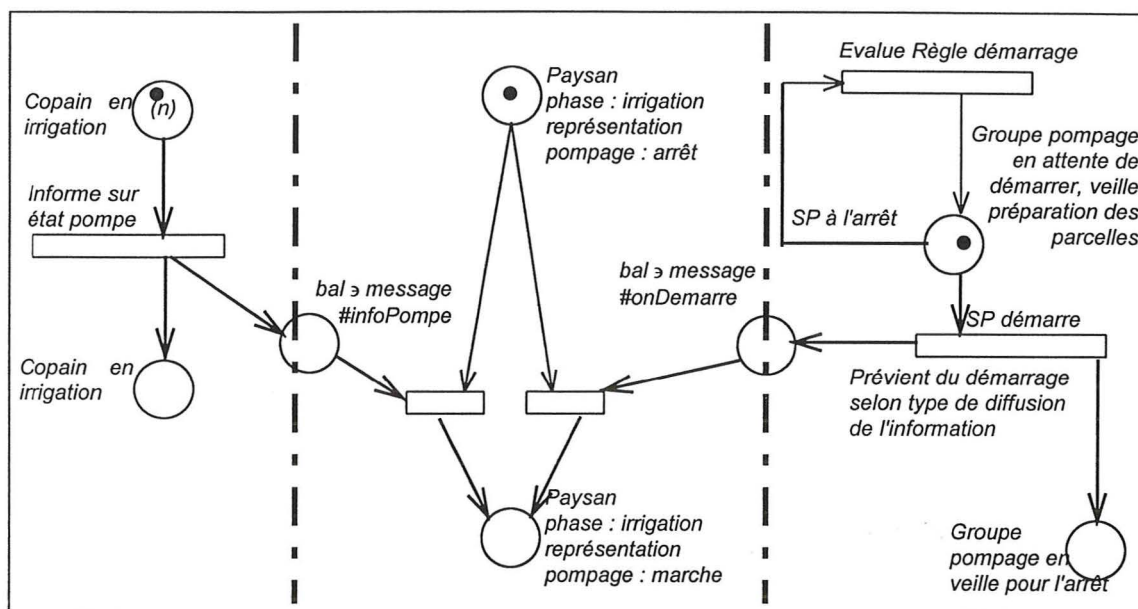 Copain en
irrigation
(n)
Informe sur
état pompe
Copain en
irrigation
bal ϶ message
#infoPompe
Paysan
phase : irrigation
représentation
pompage : arrêt
bal ϶ message
#onDemarre
Paysan
phase : irrigation
représentation
pompage : marche
Evalue Règle démarrage
Groupe pompage
en attente de
démarrer, veille
préparation des
parcelles
SP à l'arrêt
SP démarre
Prévient du démarrage
selon type de diffusion
de l'information
Groupe
pompage en
veille pour l'arrêt